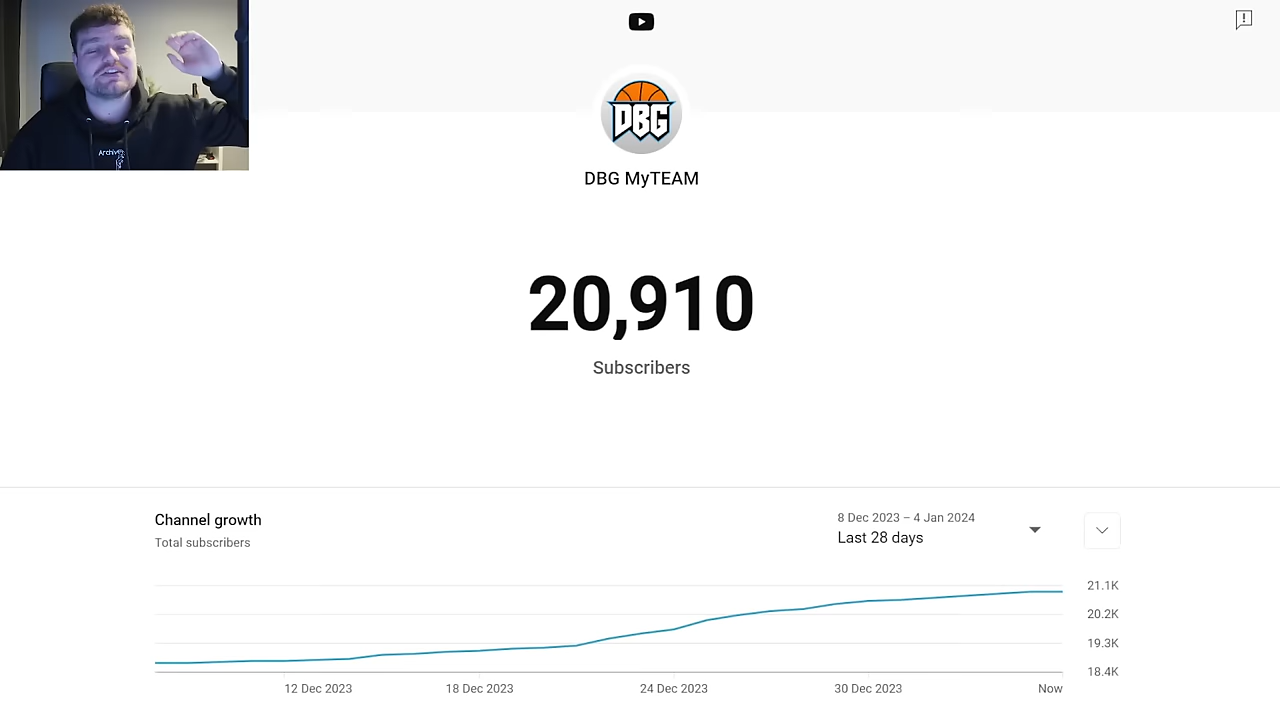 DBG
DBG MyTEAM
20,910
Subscribers
Channel growth
Total subscribers
8 Dec 2023 – 4 Jan 2024
Last 28 days
21.1K
20.2K
19.3K
18.4K
12 Dec 2023
18 Dec 2023
24 Dec 2023
30 Dec 2023
Now